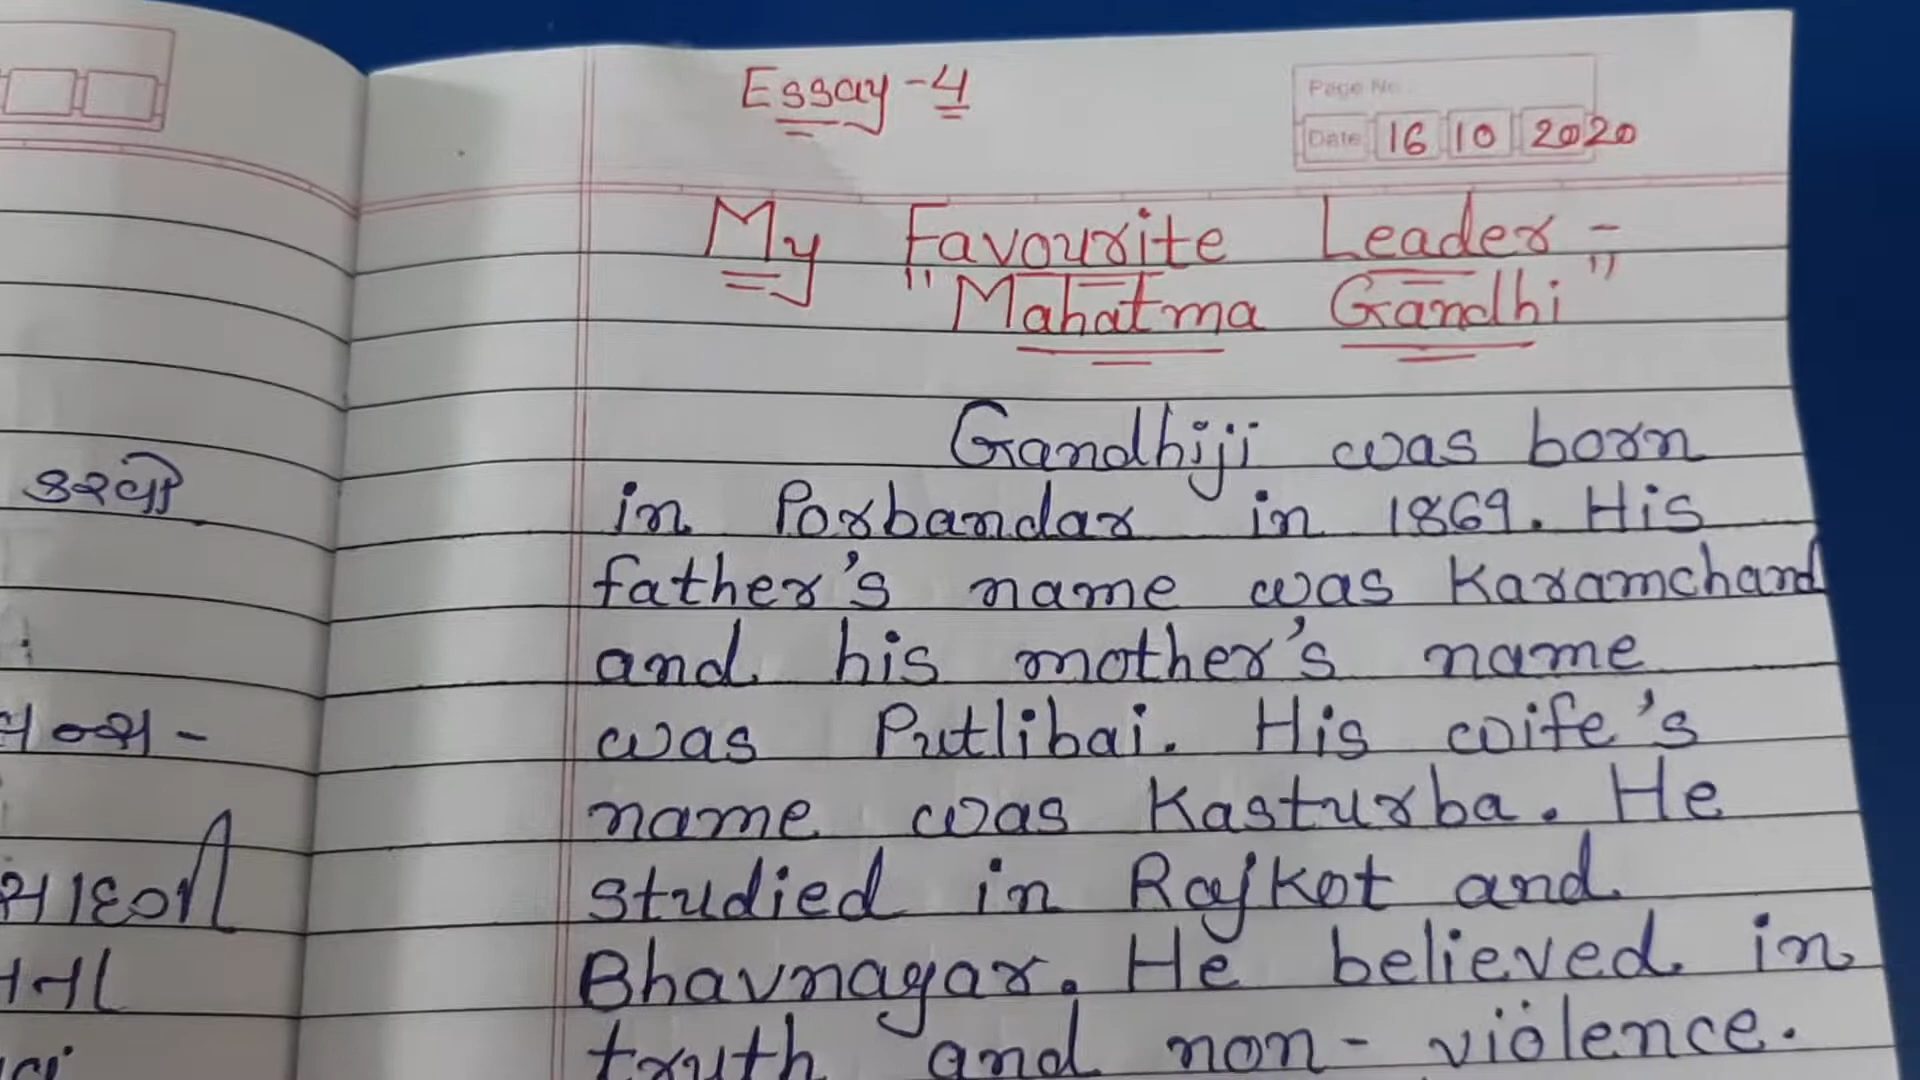 Essay - 4
Page No.
Date 16 10 2020
My Favourite Leader -
"Mahatma Gandhi"
Gandhiji was born
in Porbandar in 1869. His
father's name was Karamchand
and his mother's name
was Putlibai. His wife's
name was Kasturba. He
studied in Rajkot and
Bhavnagar. He believed in
truth and non-violence.
કરવો